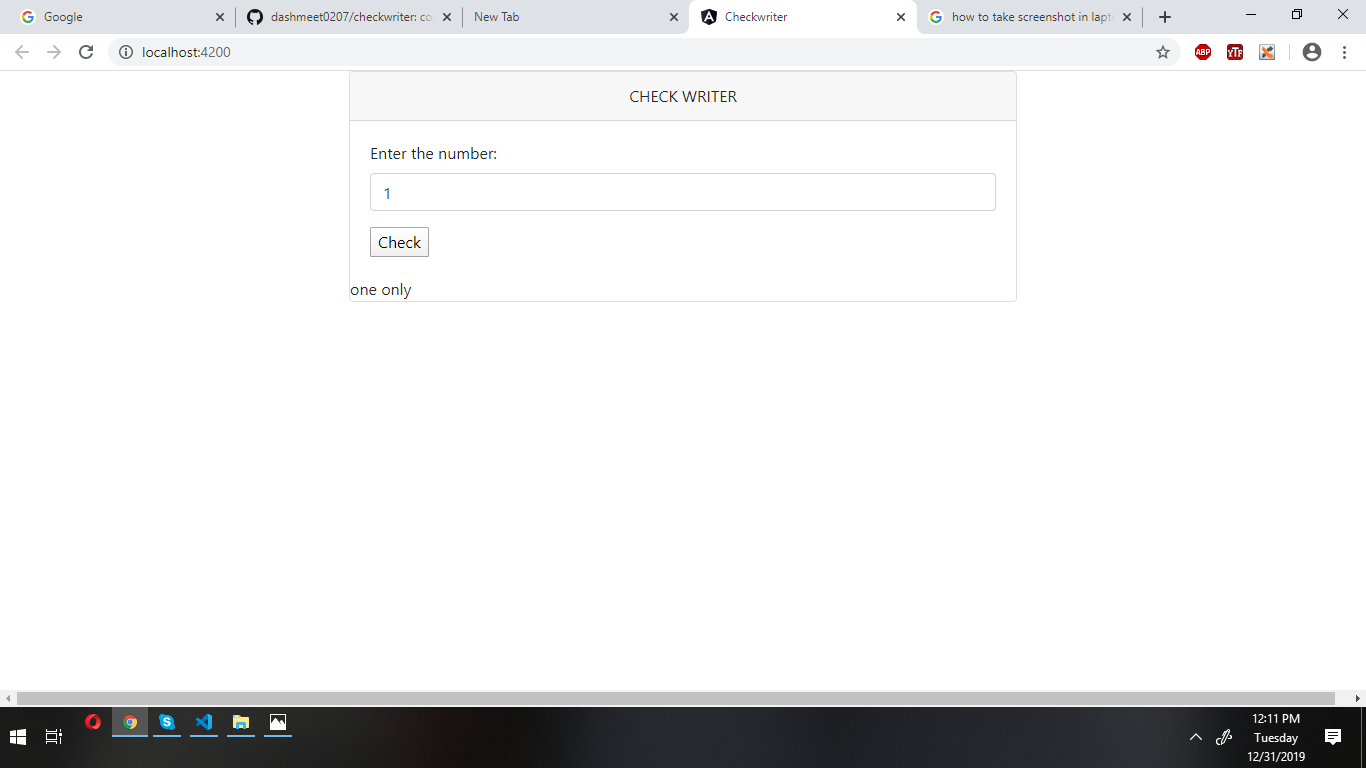 Google
dashmeet0207/checkwriter: co
New Tab
Checkwriter
how to take screenshot in lapt
localhost:4200
ABP
YTF
CHECK WRITER
Enter the number:
1
Check
one only
12:11 PM
Tuesday
12/31/2019